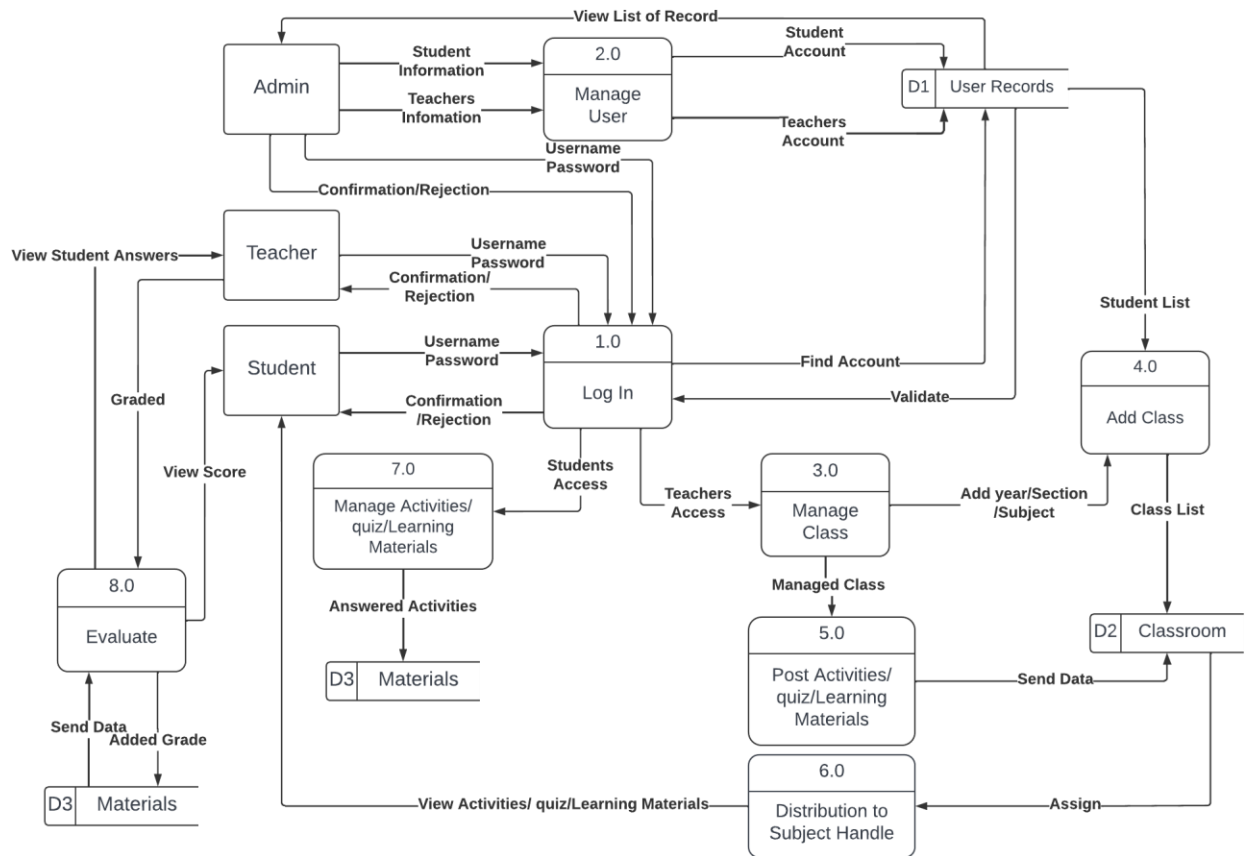 View List of Record
Admin
Student
Information
Teachers
Infomation
2.0
Manage
User
Student
Account
Teachers
Account
D1
User Records
Username
Password
Confirmation/Rejection
View Student Answers
Teacher
Username
Password
Confirmation/
Rejection
Student List
Student
Username
Password
1.0
Log In
Find Account
4.0
Add Class
Graded
Confirmation
/Rejection
Validate
View Score
Students
Access
7.0
Manage Activities/
quiz/Learning
Materials
Teachers
Access
3.0
Manage
Class
Add year/Section
/Subject
Class List
8.0
Evaluate
Answered Activities
Managed Class
5.0
Post Activities/
quiz/Learning
Materials
D2
Classroom
D3
Materials
Send Data
Send Data
Added Grade
D3
Materials
View Activities/ quiz/Learning Materials
6.0
Distribution to
Subject Handle
Assign